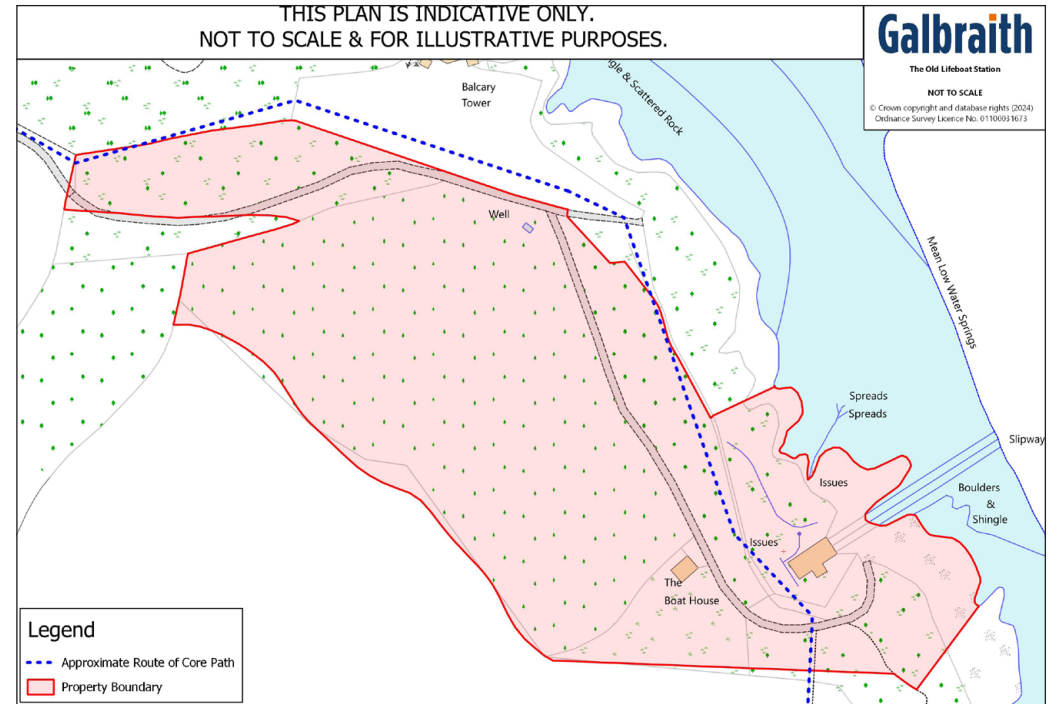 THIS PLAN IS INDICATIVE ONLY.
NOT TO SCALE & FOR ILLUSTRATIVE PURPOSES.
Galbraith
The Old Lifeboat Station
NOT TO SCALE
© Crown copyright and database rights (2024)
Ordnance Survey Licence No. 01100031673
Balcary
Tower
& Scattered Rock
Well
Mean Low Water Springs
Spreads
Spreads
Slipway
Issues
Boulders
&
Shingle
Issues
The
Boat House
Legend
Approximate Route of Core Path
Property Boundary